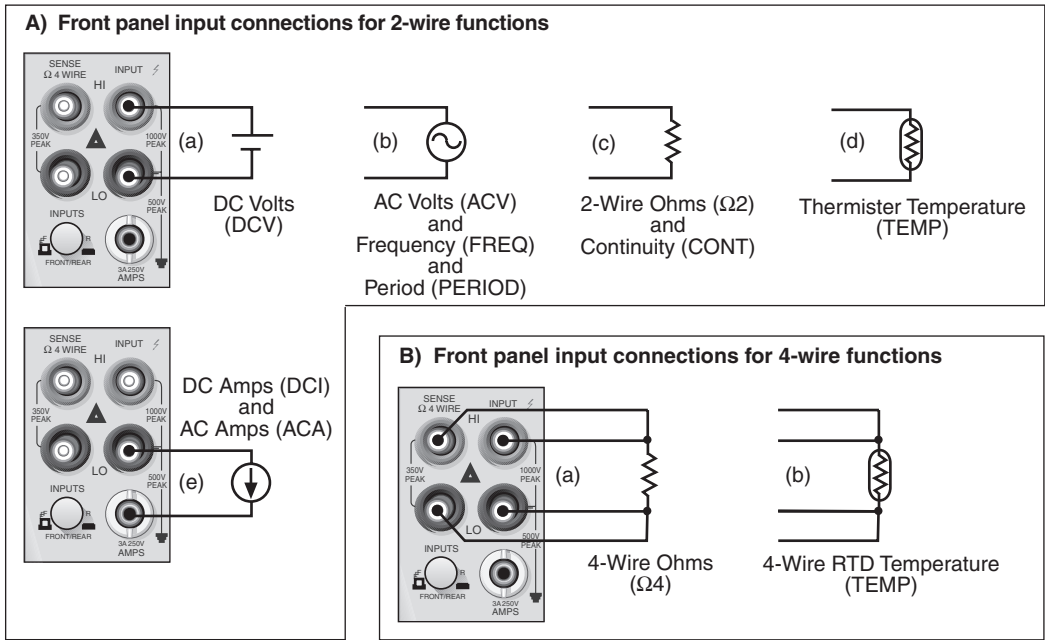 A) Front panel input connections for 2-wire functions
SENSE
Ω 4 WIRE
INPUT
HI
350V
PEAK
1000V
PEAK
LO
500V
PEAK
INPUTS
F
R
FRONT/REAR
3A 250V
AMPS
(a)
DC Volts
(DCV)
(b)
AC Volts (ACV)
and
Frequency (FREQ)
and
Period (PERIOD)
(c)
2-Wire Ohms (Ω2)
and
Continuity (CONT)
(d)
Thermister Temperature
(TEMP)
SENSE
Ω 4 WIRE
INPUT
HI
350V
PEAK
1000V
PEAK
LO
500V
PEAK
INPUTS
F
R
FRONT/REAR
3A 250V
AMPS
DC Amps (DCI)
and
AC Amps (ACA)
(e)
B) Front panel input connections for 4-wire functions
SENSE
Ω 4 WIRE
INPUT
HI
350V
PEAK
1000V
PEAK
LO
500V
PEAK
INPUTS
F
R
FRONT/REAR
3A 250V
AMPS
(a)
4-Wire Ohms
(Ω4)
(b)
4-Wire RTD Temperature
(TEMP)